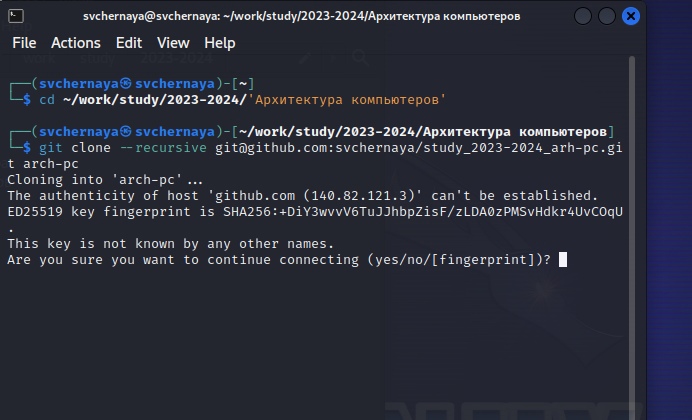 svchernaya@svchernaya: ~/work/study/2023-2024/Архитектура компьютеров
File Actions Edit View Help
┌──(svchernaya㉿svchernaya)-[~]
└─$ cd ~/work/study/2023-2024/'Архитектура компьютеров'
┌──(svchernaya㉿svchernaya)-[~/work/study/2023-2024/Архитектура компьютеров]
└─$ git clone --recursive git@github.com:svchernaya/study_2023-2024_arh-pc.gi
t arch-pc
Cloning into 'arch-pc'...
The authenticity of host 'github.com (140.82.121.3)' can't be established.
ED25519 key fingerprint is SHA256:+DiY3wvvV6TuJJhbpZisF/zLDA0zPMSvHdkr4UvCOqU
.
This key is not known by any other names.
Are you sure you want to continue connecting (yes/no/[fingerprint])?